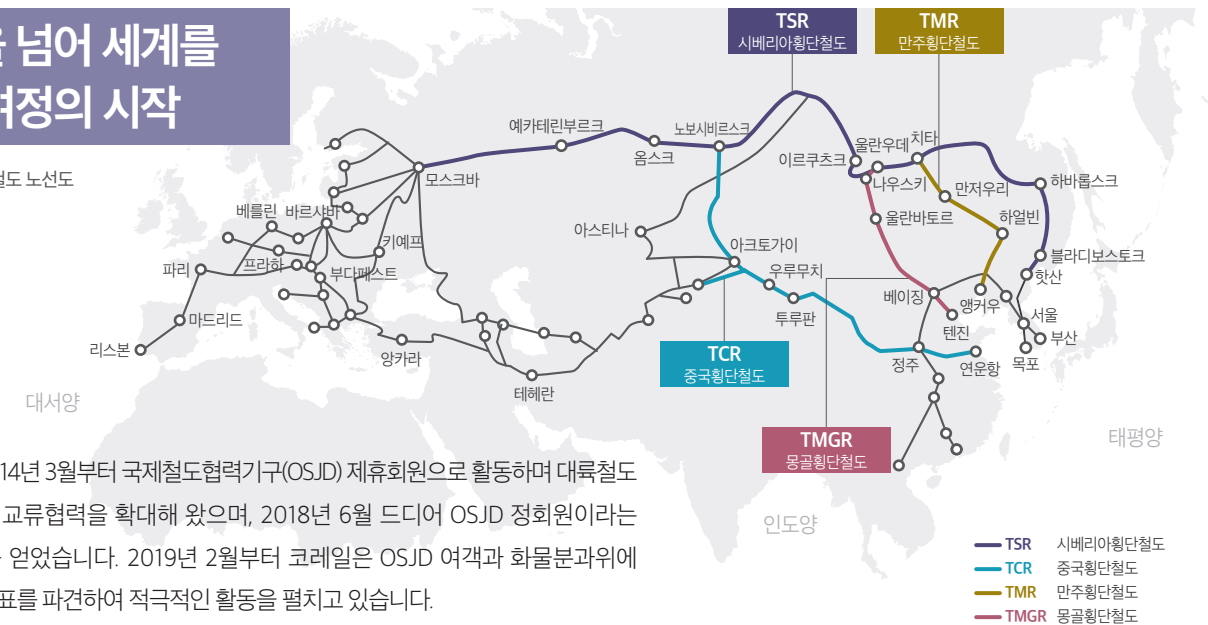 넘어 세계를
여정의 시작
철도 노선도
TSR
시베리아횡단철도
TMR
만주횡단철도
예카테린부르크
노보시비르스크
옴스크
모스크바
이르쿠츠크
울란우데
치타
나우스키
만저우리
하바롭스크
베를린
바르샤바
키예프
아스티나
울란바토르
하얼빈
아크토가이
블라디보스토크
파리
프라하
부다페스트
우루무치
핫산
베이징
앵커우
마드리드
투루판
텐진
서울
부산
리스본
앙카라
TCR
중국횡단철도
정주
연운항
목포
테헤란
대서양
TMGR
몽골횡단철도
태평양
14년 3월부터 국제철도협력기구(OSJD) 제휴회원으로 활동하며 대륙철도
교류협력을 확대해 왔으며, 2018년 6월 드디어 OSJD 정회원이라는
얻었습니다. 2019년 2월부터 코레일은 OSJD 여객과 화물분과위에
표를 파견하여 적극적인 활동을 펼치고 있습니다.
인도양
TSR 시베리아횡단철도
TCR 중국횡단철도
TMR 만주횡단철도
TMGR 몽골횡단철도